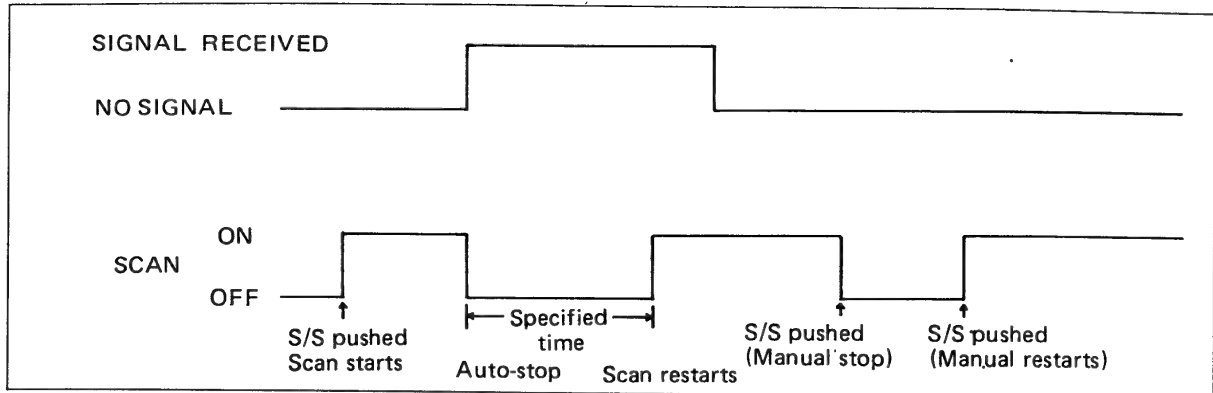 SIGNAL RECEIVED
NO SIGNAL
ON
SCAN
OFF
S/S pushed
Scan starts
Specified
time
Auto-stop
Scan restarts
S/S pushed
(Manual stop)
S/S pushed
(Manual restarts)